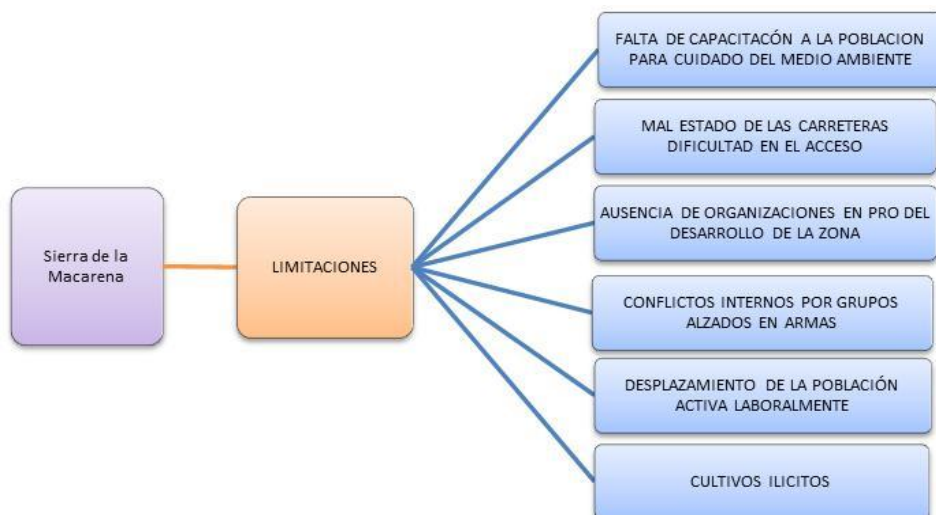 Sierra de la
Macarena
LIMITACIONES
FALTA DE CAPACITACÓN A LA POBLACION
PARA CUIDADO DEL MEDIO AMBIENTE
MAL ESTADO DE LAS CARRETERAS
DIFICULTAD EN EL ACCESO
AUSENCIA DE ORGANIZACIONES EN PRO DEL
DESARROLLO DE LA ZONA
CONFLICTOS INTERNOS POR GRUPOS
ALZADOS EN ARMAS
DESPLAZAMIENTO DE LA POBLACIÓN
ACTIVA LABORALMENTE
CULTIVOS ILICITOS